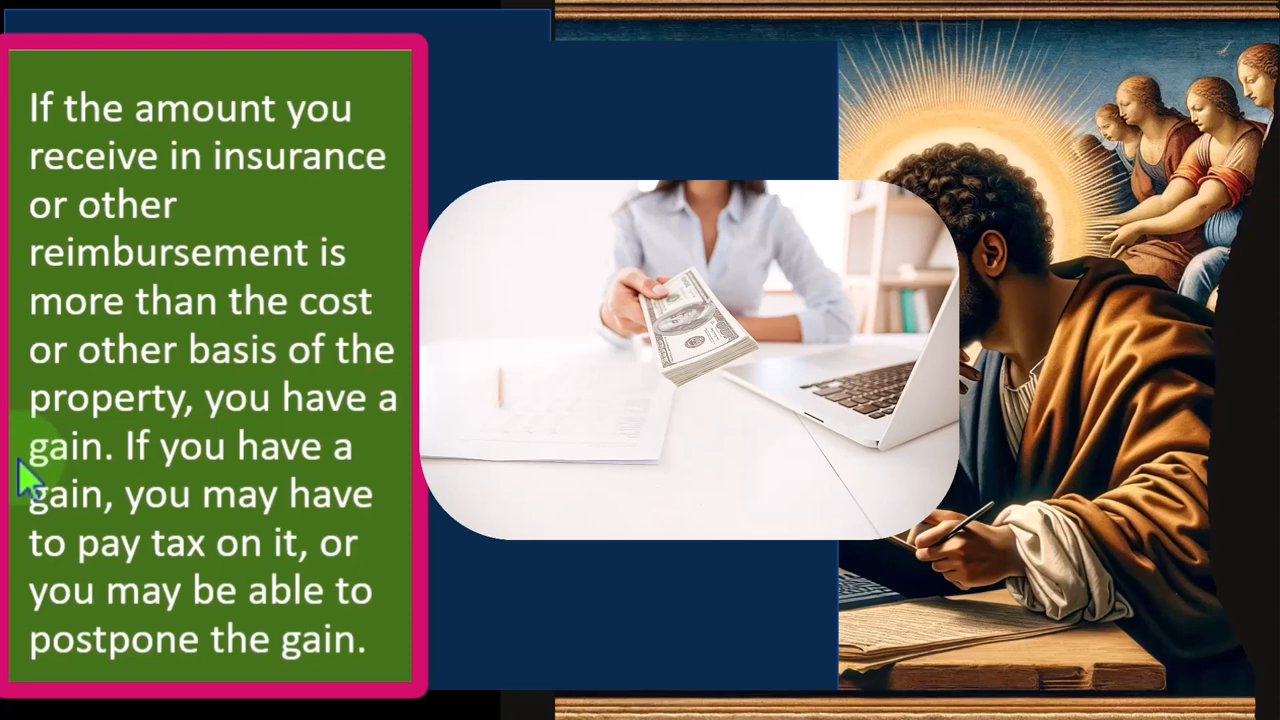 If the amount you
receive in insurance
or other
reimbursement is
more than the cost
or other basis of the
property, you have a
gain. If you have a
gain, you may have
to pay tax on it, or
you may be able to
postpone the gain.